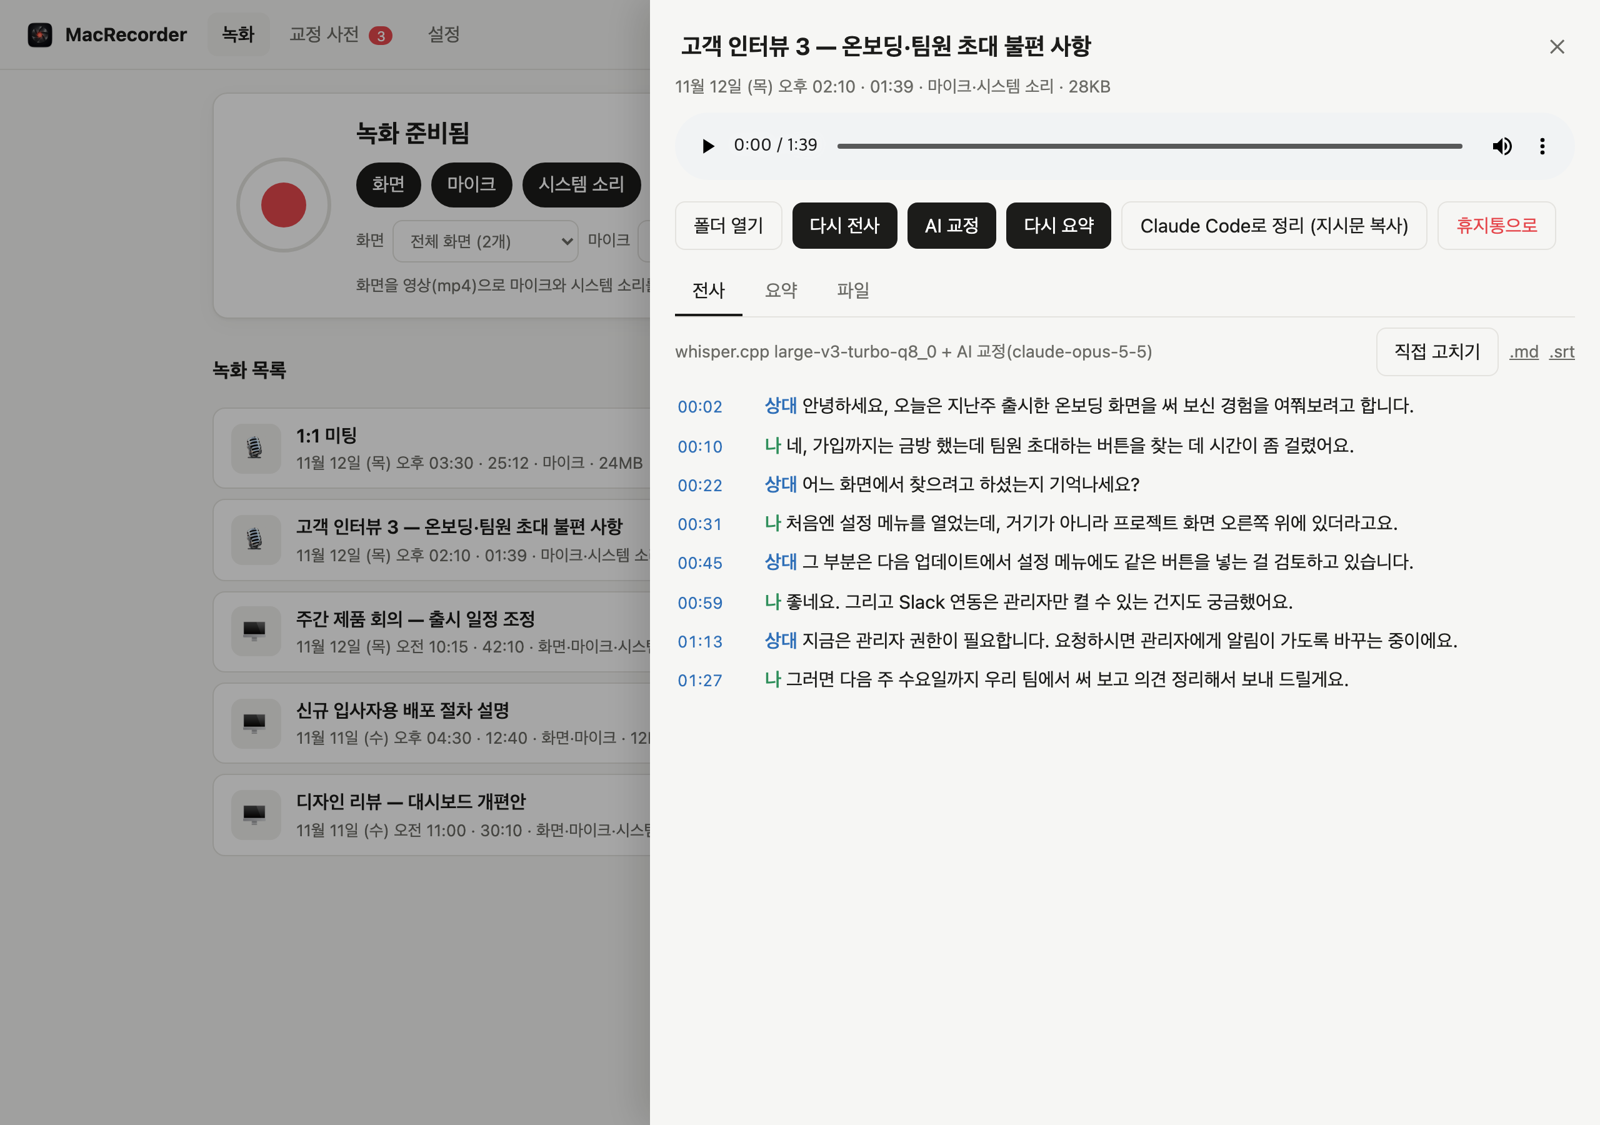 MacRecorder 녹화 교정 사전 3 설정
녹화 준비됨
화면 마이크 시스템 소리
화면 전체 화면 (2개) 마이크
화면을 영상(mp4)으로 마이크와 시스템 소리를
녹화 목록
1:1 미팅
11월 12일 (목) 오후 03:30 · 25:12 · 마이크 · 24MB
고객 인터뷰 3 — 온보딩·팀원 초대 불편 사항
11월 12일 (목) 오후 02:10 · 01:39 · 마이크·시스템 소
주간 제품 회의 — 출시 일정 조정
11월 12일 (목) 오전 10:15 · 42:10 · 화면·마이크·시스템
신규 입사자용 배포 절차 설명
11월 11일 (수) 오후 04:30 · 12:40 · 화면·마이크 · 12
디자인 리뷰 — 대시보드 개편안
11월 11일 (수) 오전 11:00 · 30:10 · 화면·마이크·시스템
고객 인터뷰 3 — 온보딩·팀원 초대 불편 사항
11월 12일 (목) 오후 02:10 · 01:39 · 마이크·시스템 소리 · 28KB
0:00 / 1:39
폴더 열기 다시 전사 AI 교정 다시 요약 Claude Code로 정리 (지시문 복사) 휴지통으로
전사 요약 파일
whisper.cpp large-v3-turbo-q8_0 + AI 교정(claude-opus-5-5) 직접 고치기 .md .srt
00:02 상대 안녕하세요, 오늘은 지난주 출시한 온보딩 화면을 써 보신 경험을 여쭤보려고 합니다.
00:10 나 네, 가입까지는 금방 했는데 팀원 초대하는 버튼을 찾는 데 시간이 좀 걸렸어요.
00:22 상대 어느 화면에서 찾으려고 하셨는지 기억나세요?
00:31 나 처음엔 설정 메뉴를 열었는데, 거기가 아니라 프로젝트 화면 오른쪽 위에 있더라고요.
00:45 상대 그 부분은 다음 업데이트에서 설정 메뉴에도 같은 버튼을 넣는 걸 검토하고 있습니다.
00:59 나 좋네요. 그리고 Slack 연동은 관리자만 켤 수 있는 건지도 궁금했어요.
01:13 상대 지금은 관리자 권한이 필요합니다. 요청하시면 관리자에게 알림이 가도록 바꾸는 중이에요.
01:27 나 그러면 다음 주 수요일까지 우리 팀에서 써 보고 의견 정리해서 보내 드릴게요.